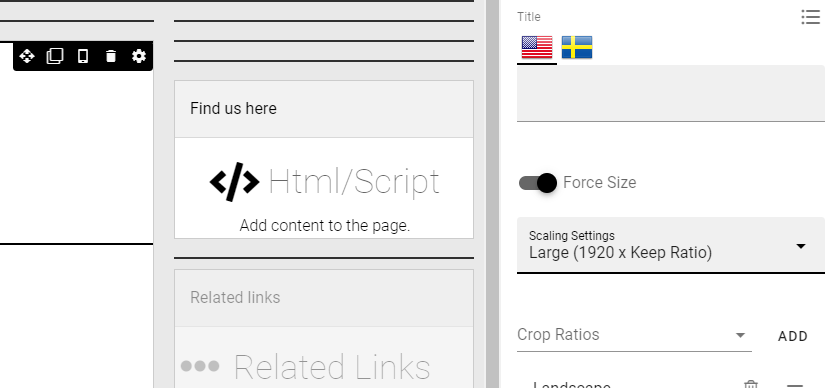 Find us here
</> Html/Script
Add content to the page.
Related links
Related Links
Title
Force Size
Scaling Settings
Large (1920 x Keep Ratio)
Crop Ratios
ADD
Landscape